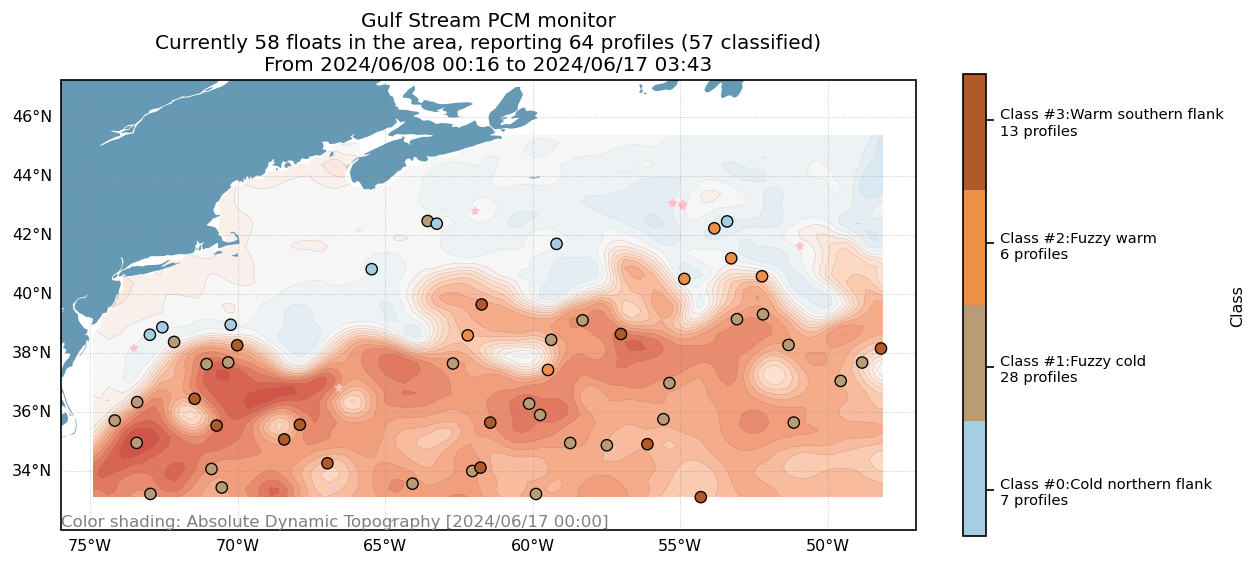 Gulf Stream PCM monitor
Currently 58 floats in the area, reporting 64 profiles (57 classified)
From 2024/06/08 00:16 to 2024/06/17 03:43
46°N
44°N
42°N
40°N
38°N
36°N
34°N
Color shading: Absolute Dynamic Topography [2024/06/17 00:00]
75°W
70°W
65°W
60°W
55°W
50°W
Class #3:Warm southern flank
13 profiles
Class #2:Fuzzy warm
6 profiles
Class #1:Fuzzy cold
28 profiles
Class #0:Cold northern flank
7 profiles
Class